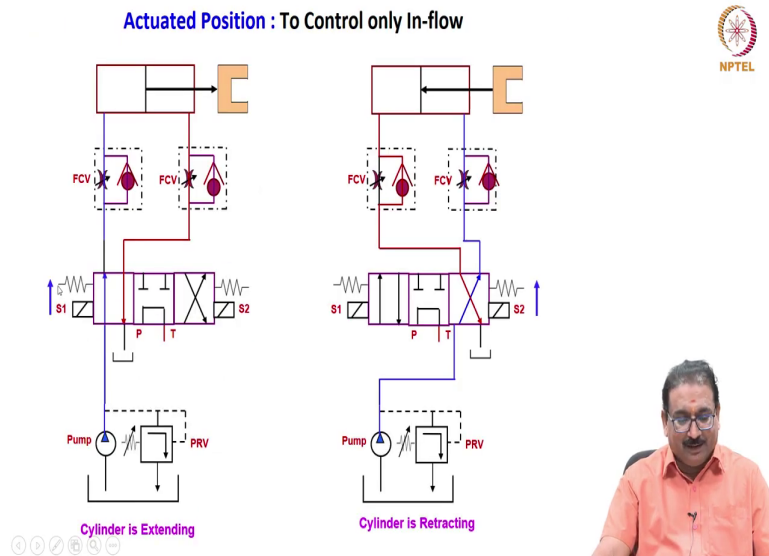 Actuated Position : To Control only In-flow
NPTEL
FCV
FCV
FCV
FCV
S1
S2
P
T
S1
S2
P
T
Pump
PRV
Pump
PRV
Cylinder is Extending
Cylinder is Retracting